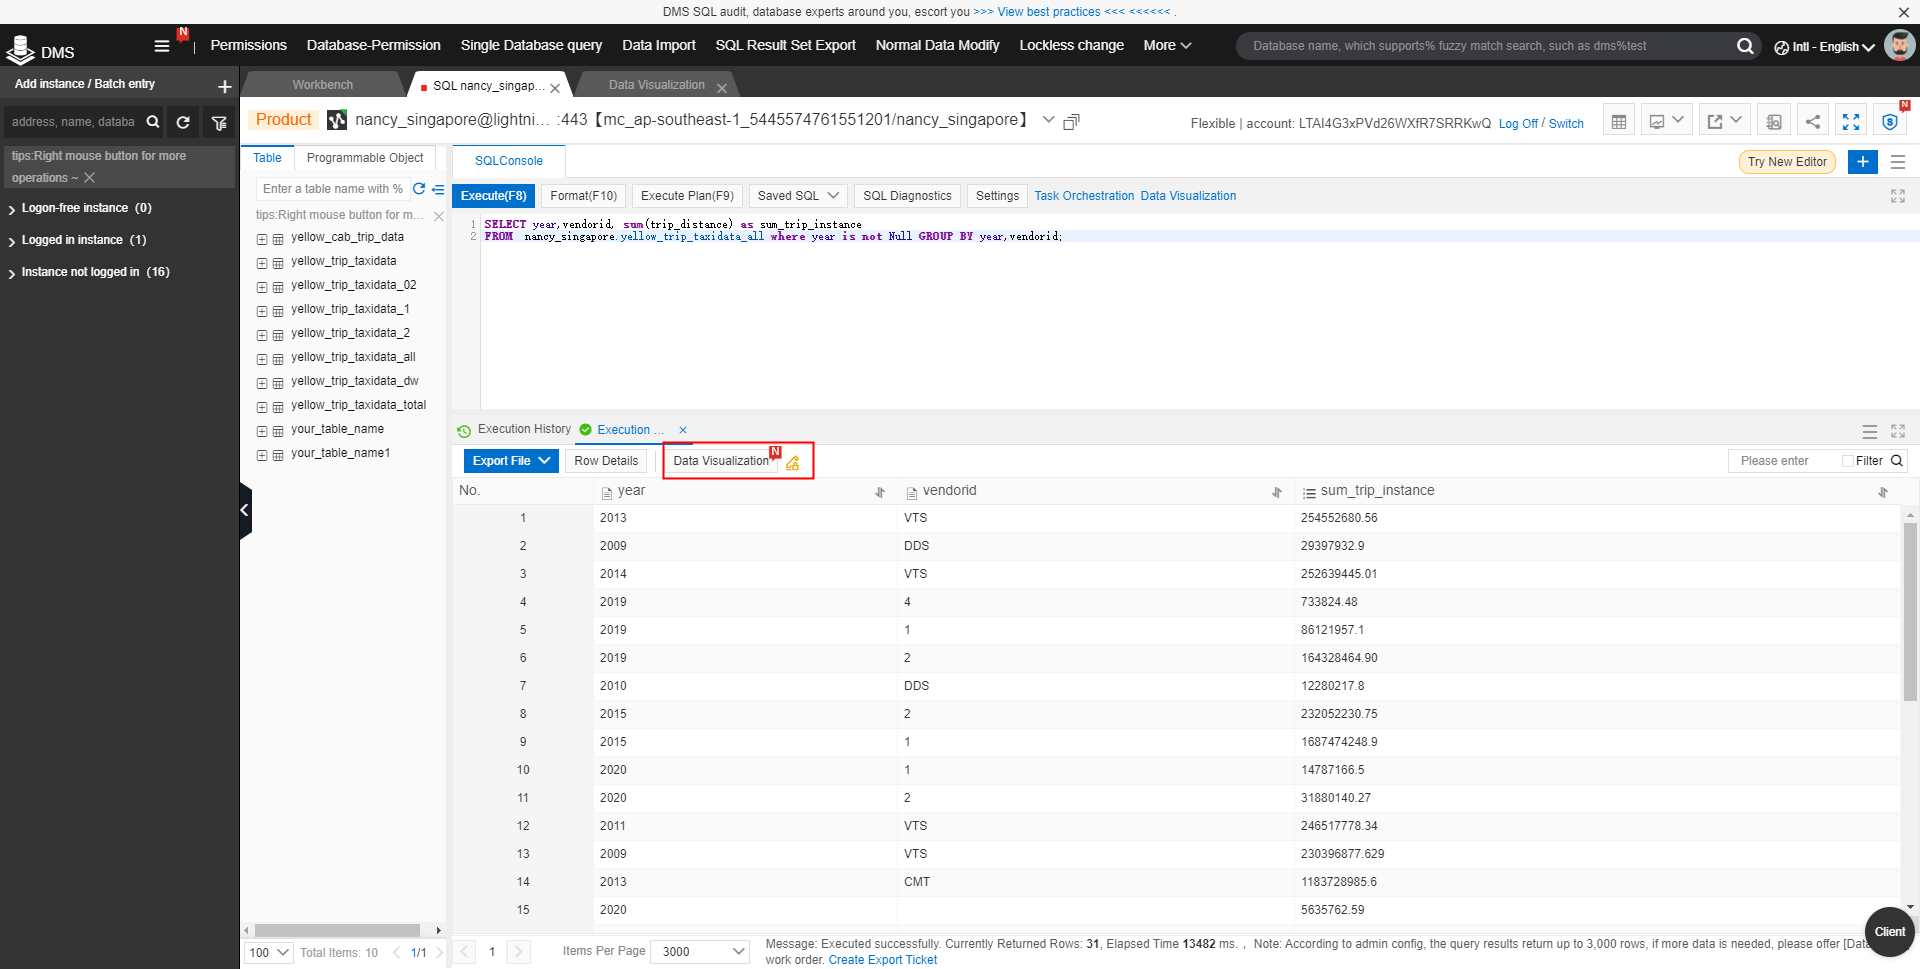 DMS SQL audit, database experts around you, escort you >>> View best practices <<< <<<<<< .
DMS
N
Permissions Database-Permission Single Database query Data Import SQL Result Set Export Normal Data Modify Lockless change More
Database name, which supports% fuzzy match search, such as dms%test
Intl - English
Add instance / Batch entry
Workbench
SQL nancy_singap...
Data Visualization
address, name, databa
tips:Right mouse button for more
operations ~
Logon-free instance (0)
Logged in instance (1)
Instance not logged in (16)
Product
nancy_singapore@lightni... :443【mc_ap-southeast-1_5445574761551201/nancy_singapore】
Flexible | account: LTAI4G3xPVd26WXfR7SRRKwQ Log Off / Switch
N
Table
Programmable Object
SQLConsole
Try New Editor
Enter a table name with %
tips:Right mouse button for m...
yellow_cab_trip_data
yellow_trip_taxidata
yellow_trip_taxidata_02
yellow_trip_taxidata_1
yellow_trip_taxidata_2
yellow_trip_taxidata_all
yellow_trip_taxidata_dw
yellow_trip_taxidata_total
your_table_name
your_table_name1
Execute(F8) Format(F10) Execute Plan(F9) Saved SQL SQL Diagnostics Settings Task Orchestration Data Visualization
1 SELECT year,vendorid, sum(trip_distance) as sum_trip_instance
2 FROM nancy_singapore.yellow_trip_taxidata_all where year is not Null GROUP BY year,vendorid;
Execution History
Execution ...
Export File
Row Details
Data Visualization
N
Please enter
Filter
No. year vendorid sum_trip_instance
1 2013 VTS 254552680.56
2 2009 DDS 29397932.9
3 2014 VTS 252639445.01
4 2019 4 733824.48
5 2019 1 86121957.1
6 2019 2 164328464.90
7 2010 DDS 12280217.8
8 2015 2 232052230.75
9 2015 1 1687474248.9
10 2020 1 14787166.5
11 2020 2 31880140.27
12 2011 VTS 246517778.34
13 2009 VTS 230396877.629
14 2013 CMT 1183728985.6
15 2020 5635762.59
100
Total Items: 10
1/1
1
Items Per Page
3000
Message: Executed successfully. Currently Returned Rows: 31, Elapsed Time 13482 ms. , Note: According to admin config, the query results return up to 3,000 rows, if more data is needed, please offer [Data
work order. Create Export Ticket
Client